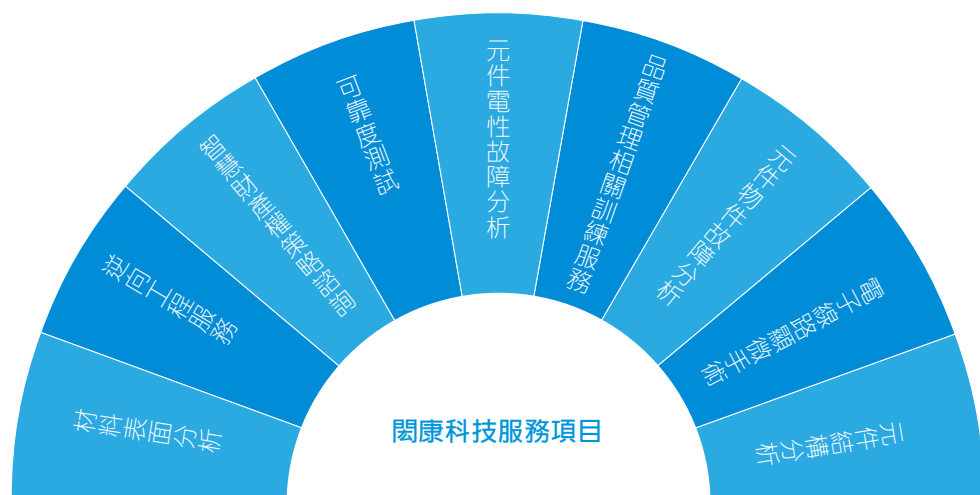 材料表面分析
逆向工程服務
智慧財產權策略諮商
可靠度測試
元件電性故障分析
品質管理相關訓練服務
元件物件故障分析
電子線路顯微手術
元件結構分析
閎康科技服務項目